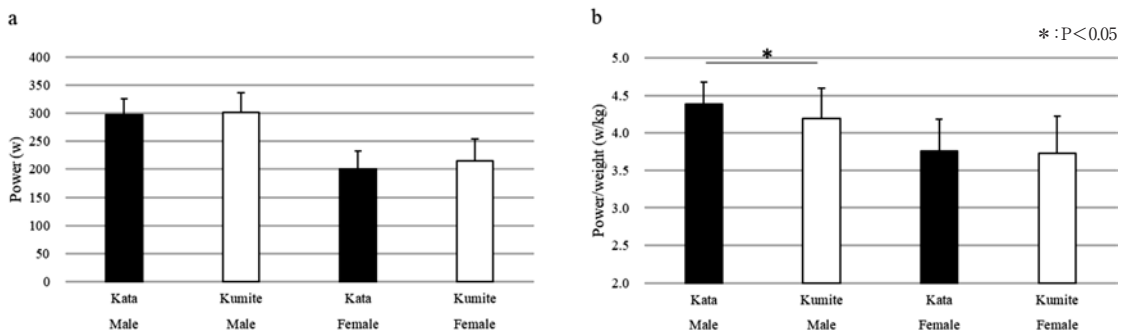 a
400
350
300
250
200
150
100
50
0
Power (w)
Kata Kumite Kata Kumite
Male Male Female Female
b
*:P<0.05
*
5.0
4.5
4.0
3.5
3.0
2.5
2.0
Power/weight (w/kg)
Kata Kumite Kata Kumite
Male Male Female Female